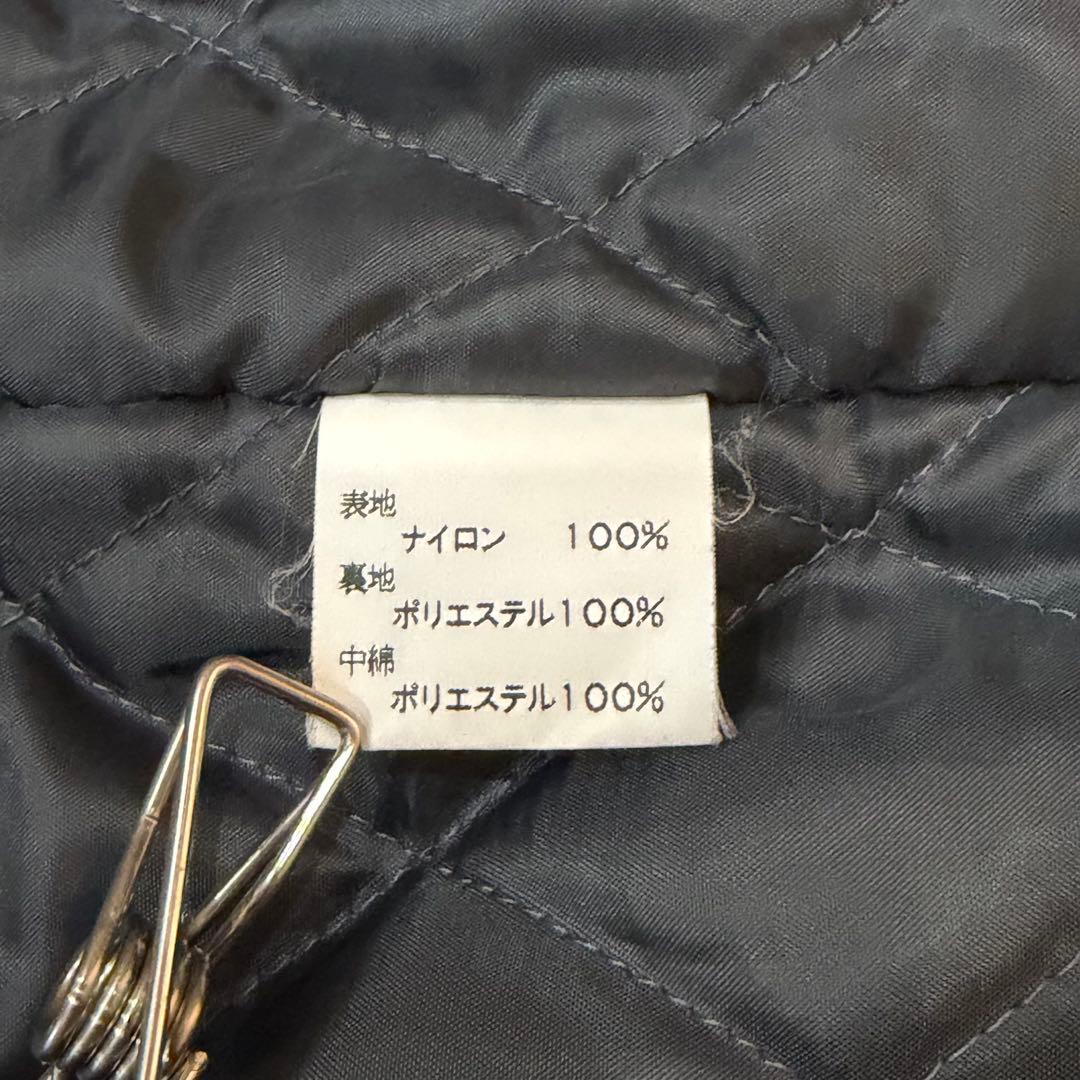 表地
ナイロン 100%
裏地
ポリエステル100%
中綿
ポリエステル100%